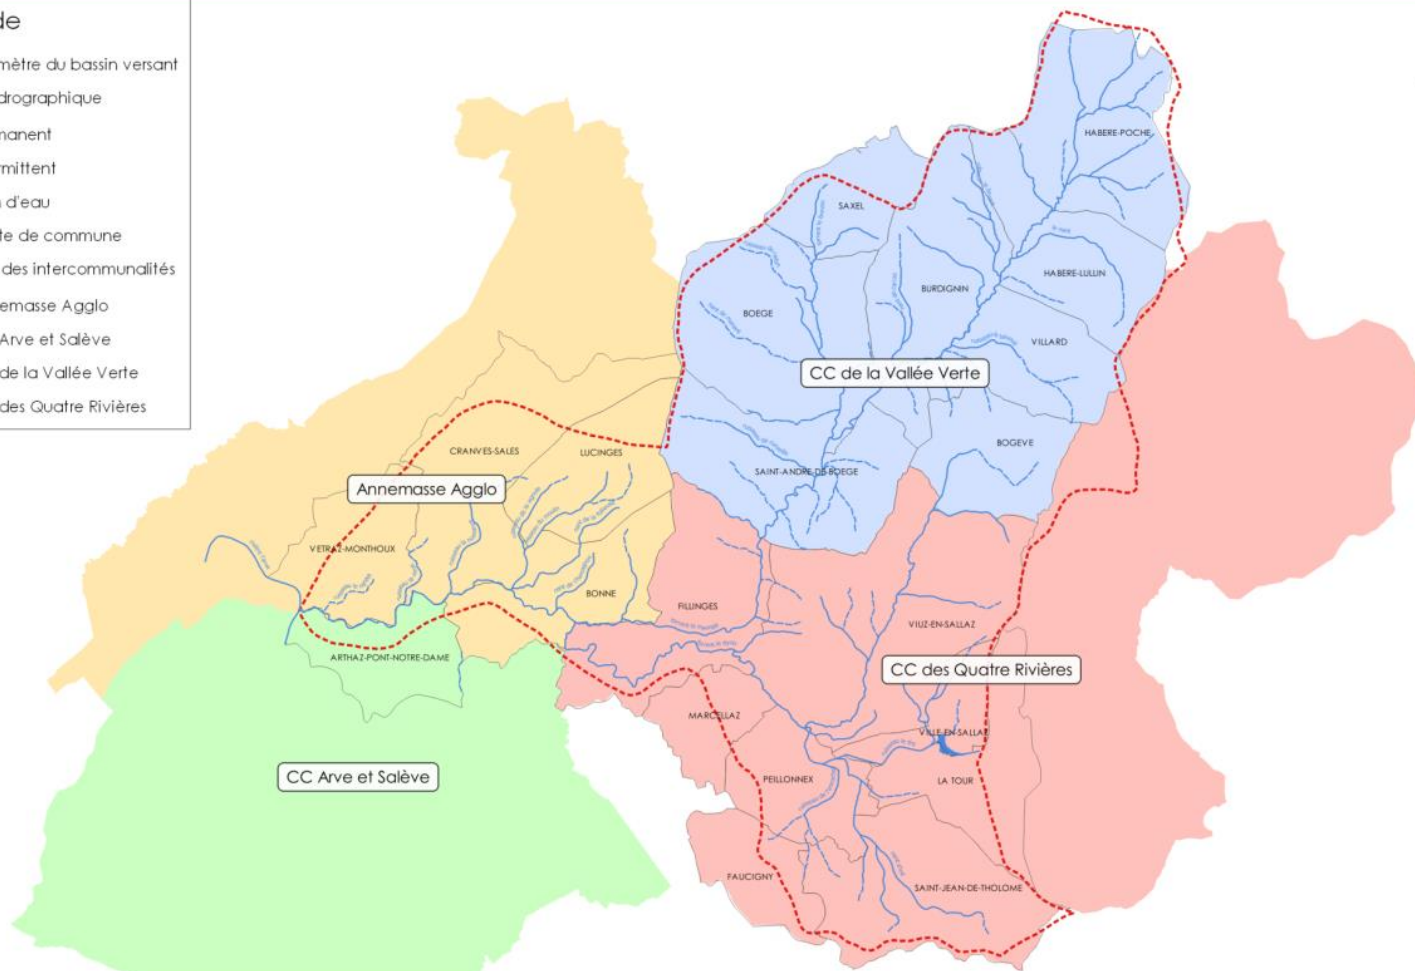 de
mètre du bassin versant
drographique
manent
rmittent
d'eau
te de commune
des intercommunalités
emasse Agglo
Arve et Salève
de la Vallée Verte
des Quatre Rivières
HABERE-POCHE
SAXEL
HABERE-LULLIN
BURDIGNIN
BOEGE
VILLARD
CC de la Vallée Verte
BOGEVE
CRANVES-SALES
LUCINGES
SAINT-ANDRE-DE-BOEGE
Annemasse Agglo
VETRAZ-MONTHOUX
BONNE
FILLINGES
VIUZ-EN-SALLAZ
ARTHAZ-PONT-NOTRE-DAME
CC des Quatre Rivières
MARCELLAZ
VILLE-EN-SALLAZ
CC Arve et Salève
PEILLONNEX
LA TOUR
FAUCIGNY
SAINT-JEAN-DE-THOLOME